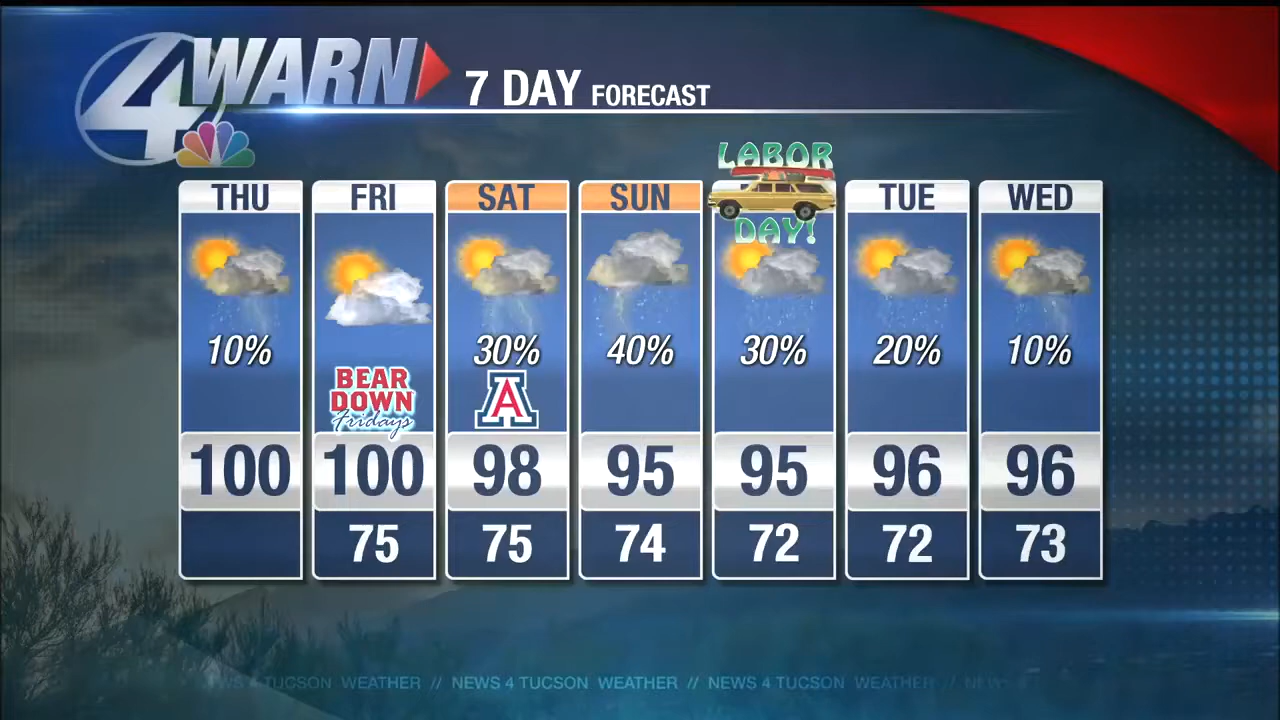 4WARN
7 DAY FORECAST
LABOR
DAY!
THU
10%
100
FRI
BEAR
DOWN
Fridays
100
75
SAT
30%
A
98
75
SUN
40%
95
74
30%
95
72
TUE
20%
96
72
WED
10%
96
73
4 TUCSON WEATHER // NEWS 4 TUCSON WEATHER // NEWS 4 TUCSON WEATHER //